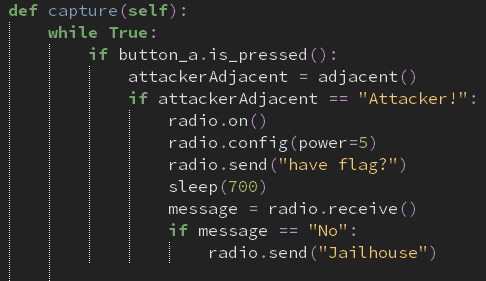 def capture(self):
    while True:
        if button_a.is_pressed():
            attackerAdjacent = adjacent()
            if attackerAdjacent == "Attacker!":
                radio.on()
                radio.config(power=5)
                radio.send("have flag?")
                sleep(700)
                message = radio.receive()
                if message == "No":
                    radio.send("Jailhouse")